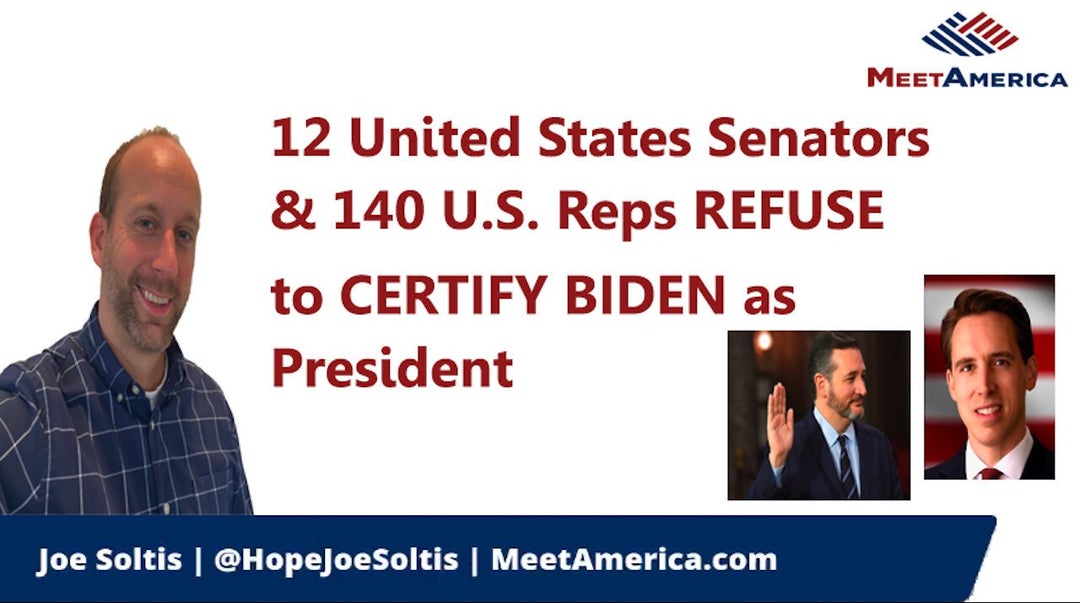 MEETAMERICA
12 United States Senators
& 140 U.S. Reps REFUSE
to CERTIFY BIDEN as
President
Joe Soltis | @HopeJoeSoltis | MeetAmerica.com